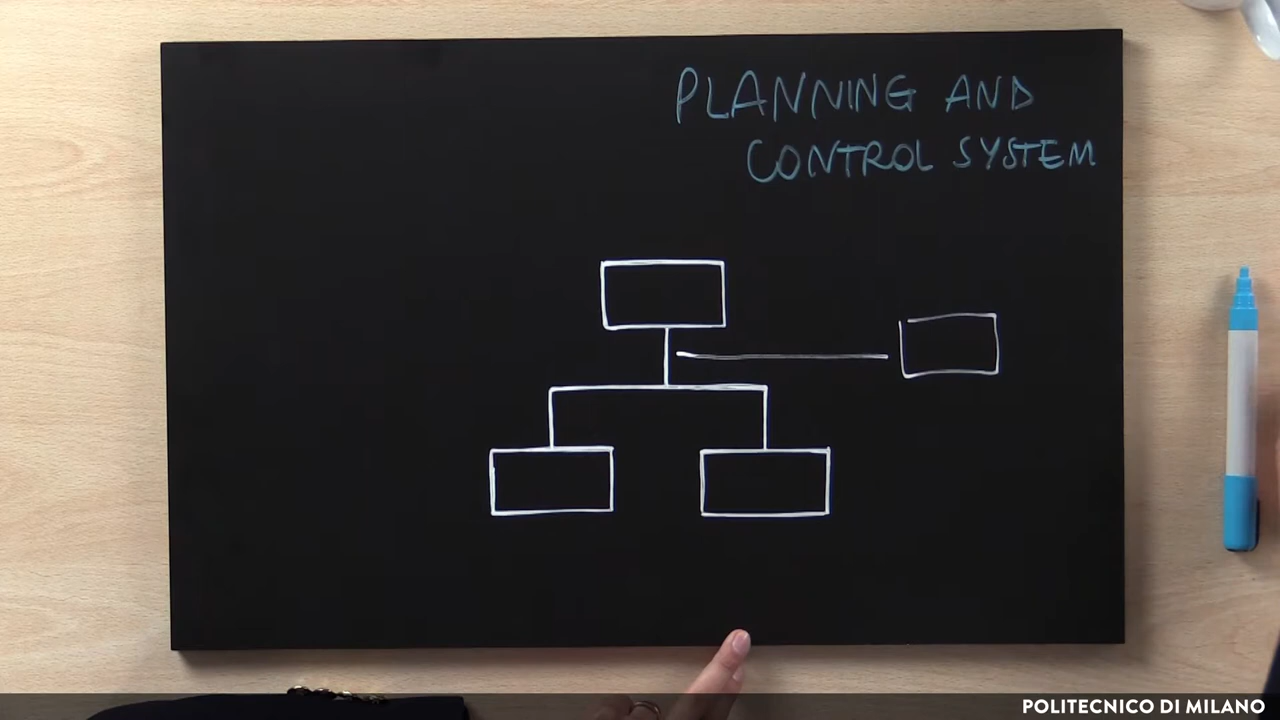 PLANNING AND
CONTROL SYSTEM
POLITECNICO DI MILANO